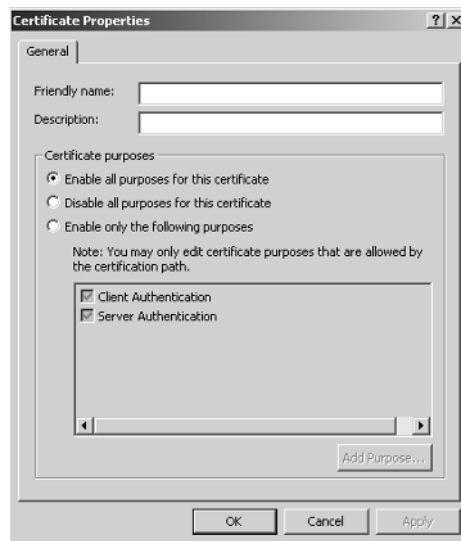 Certificate Properties
General
Friendly name:
Description:
Certificate purposes
Enable all purposes for this certificate
Disable all purposes for this certificate
Enable only the following purposes
Note: You may only edit certificate purposes that are allowed by
the certification path.
Client Authentication
Server Authentication
Add Purpose...
OK Cancel Apply